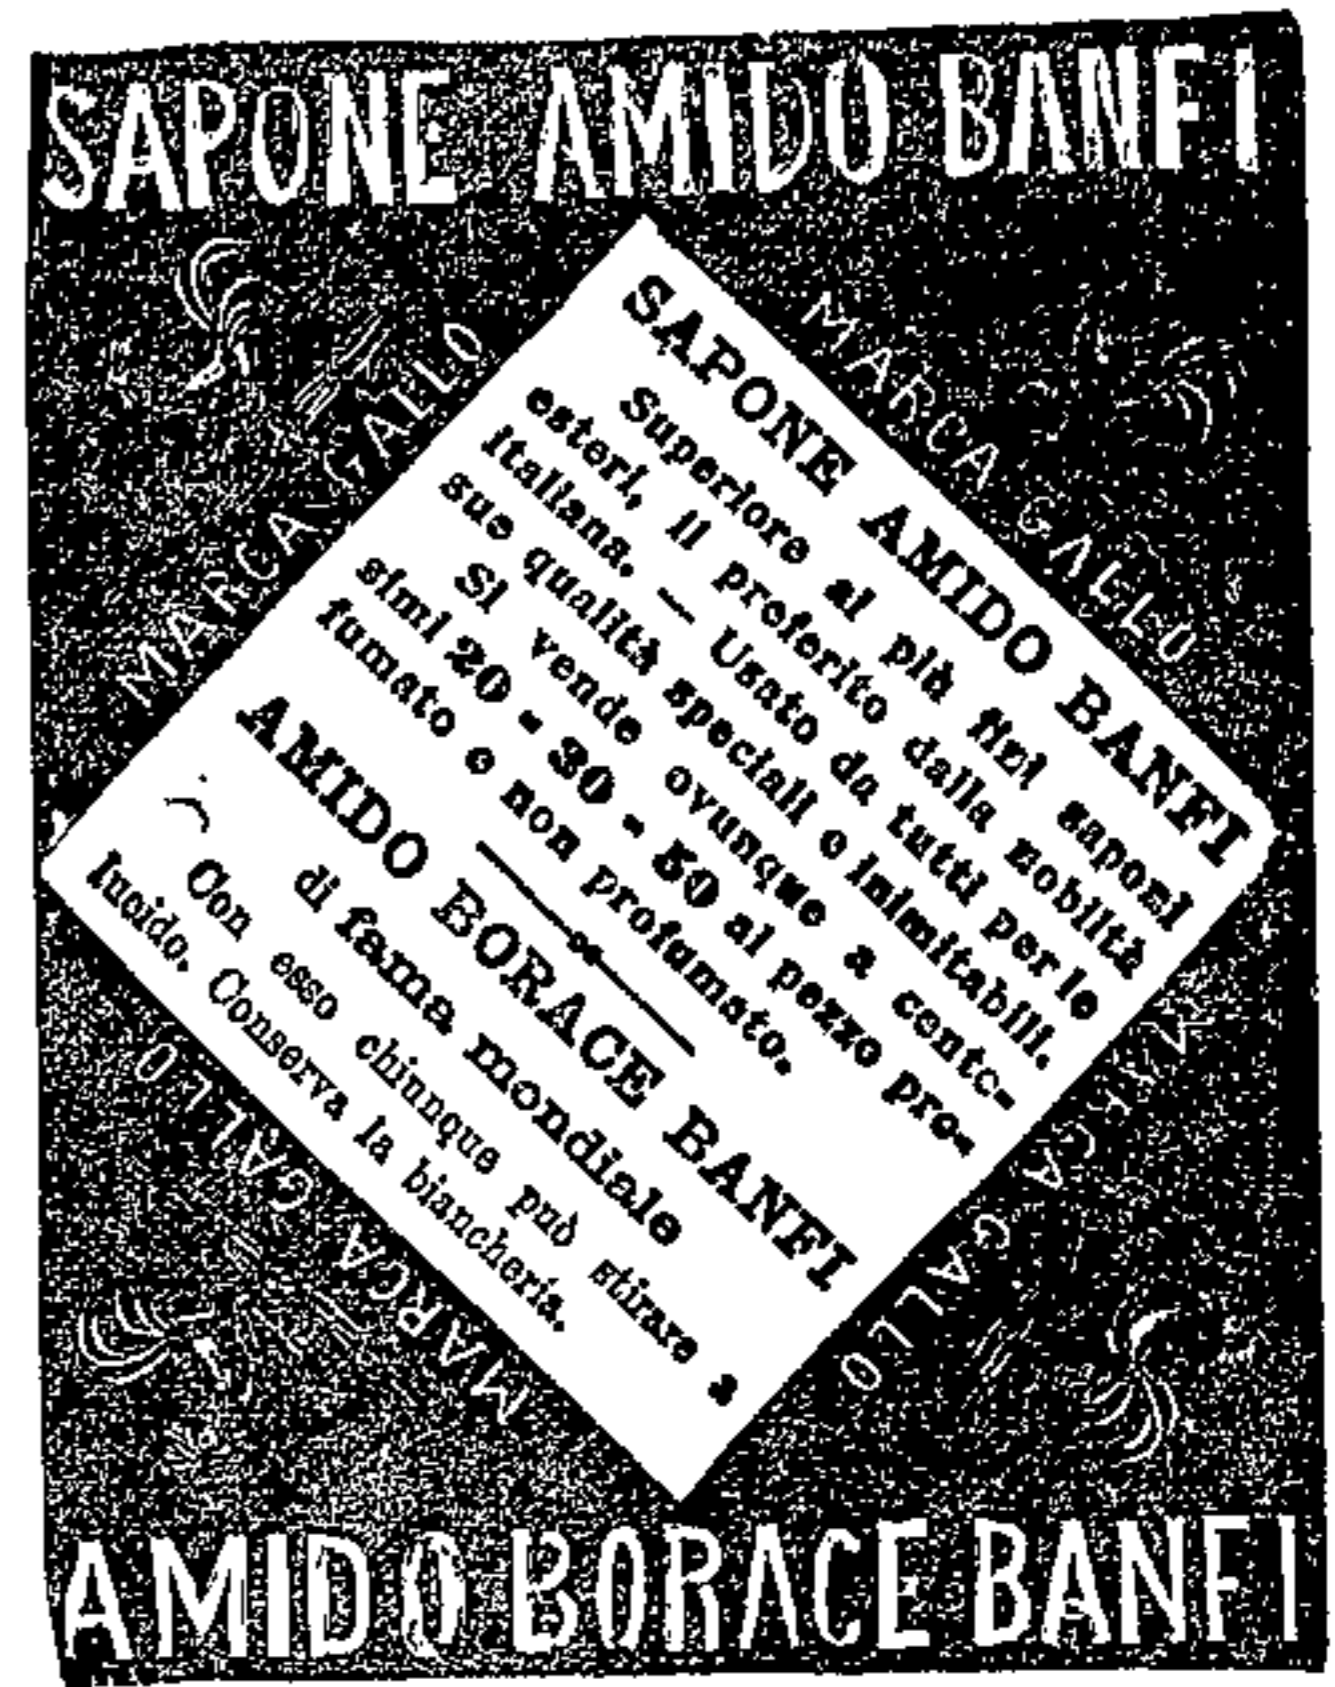 SAPONE AMIDO BANFI
MARCA GALLO
MARCA GALLO
SAPONE AMIDO BANFI
Superiore ai più fini saponi
esteri, il preferito dalla nobiltà
italiana. — Usato da tutti per le
sue qualità speciali e inimitabili.
Si vende ovunque a conte-
simi 20 - 30 - 50 al pezzo pro-
fumato e non profumato.
AMIDO BORACE BANFI
di fama mondiale
Con esso chiunque può stirare a
lucido. Conserva la biancheria.
MARCA GALLO
MARCA GALLO
AMIDO BORACE BANFI